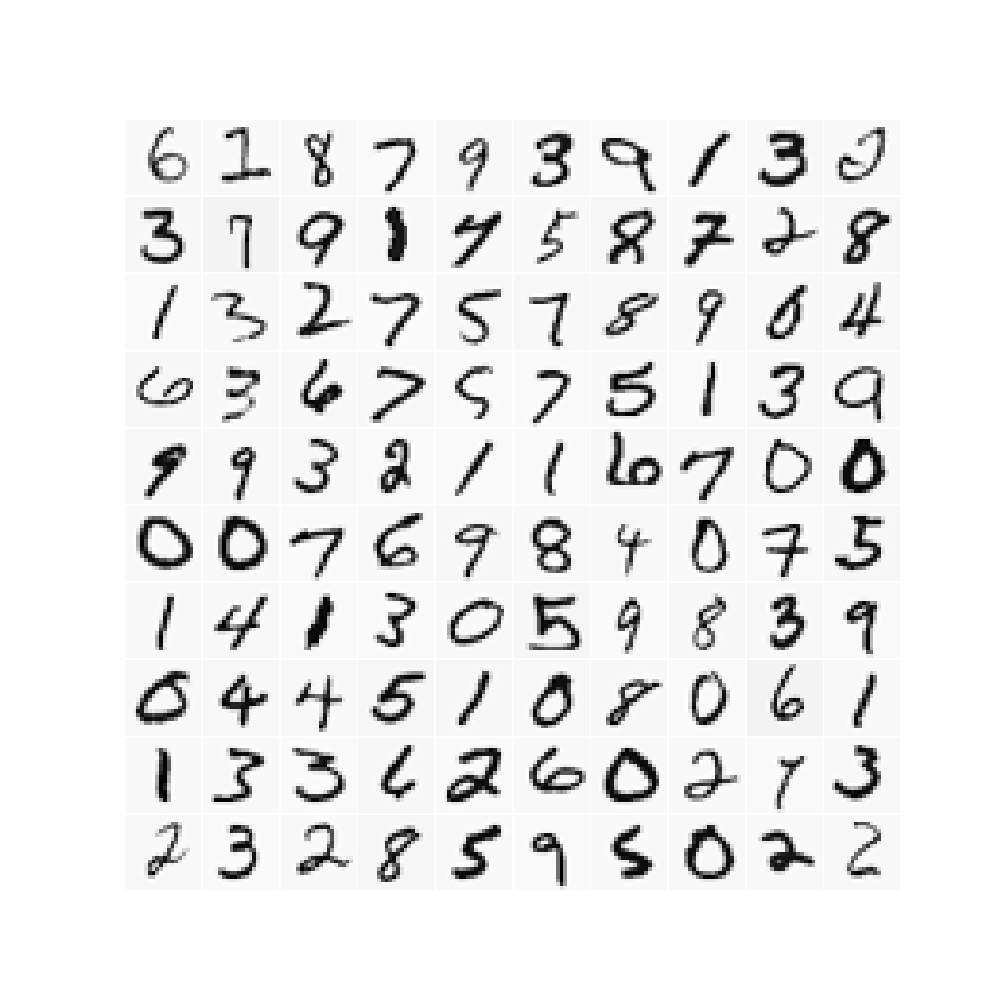 6 1 8 7 9 3 9 1 3 2
3 7 9 1 4 5 8 7 2 8
1 3 2 7 5 7 8 9 0 4
6 3 6 7 5 7 5 1 3 9
9 9 3 2 1 1 6 7 0 0
0 0 7 6 9 8 4 0 7 5
1 4 1 3 0 5 9 8 3 9
0 4 4 5 1 0 8 0 6 1
1 3 3 6 2 6 0 2 7 3
2 3 2 8 5 9 5 0 2 2